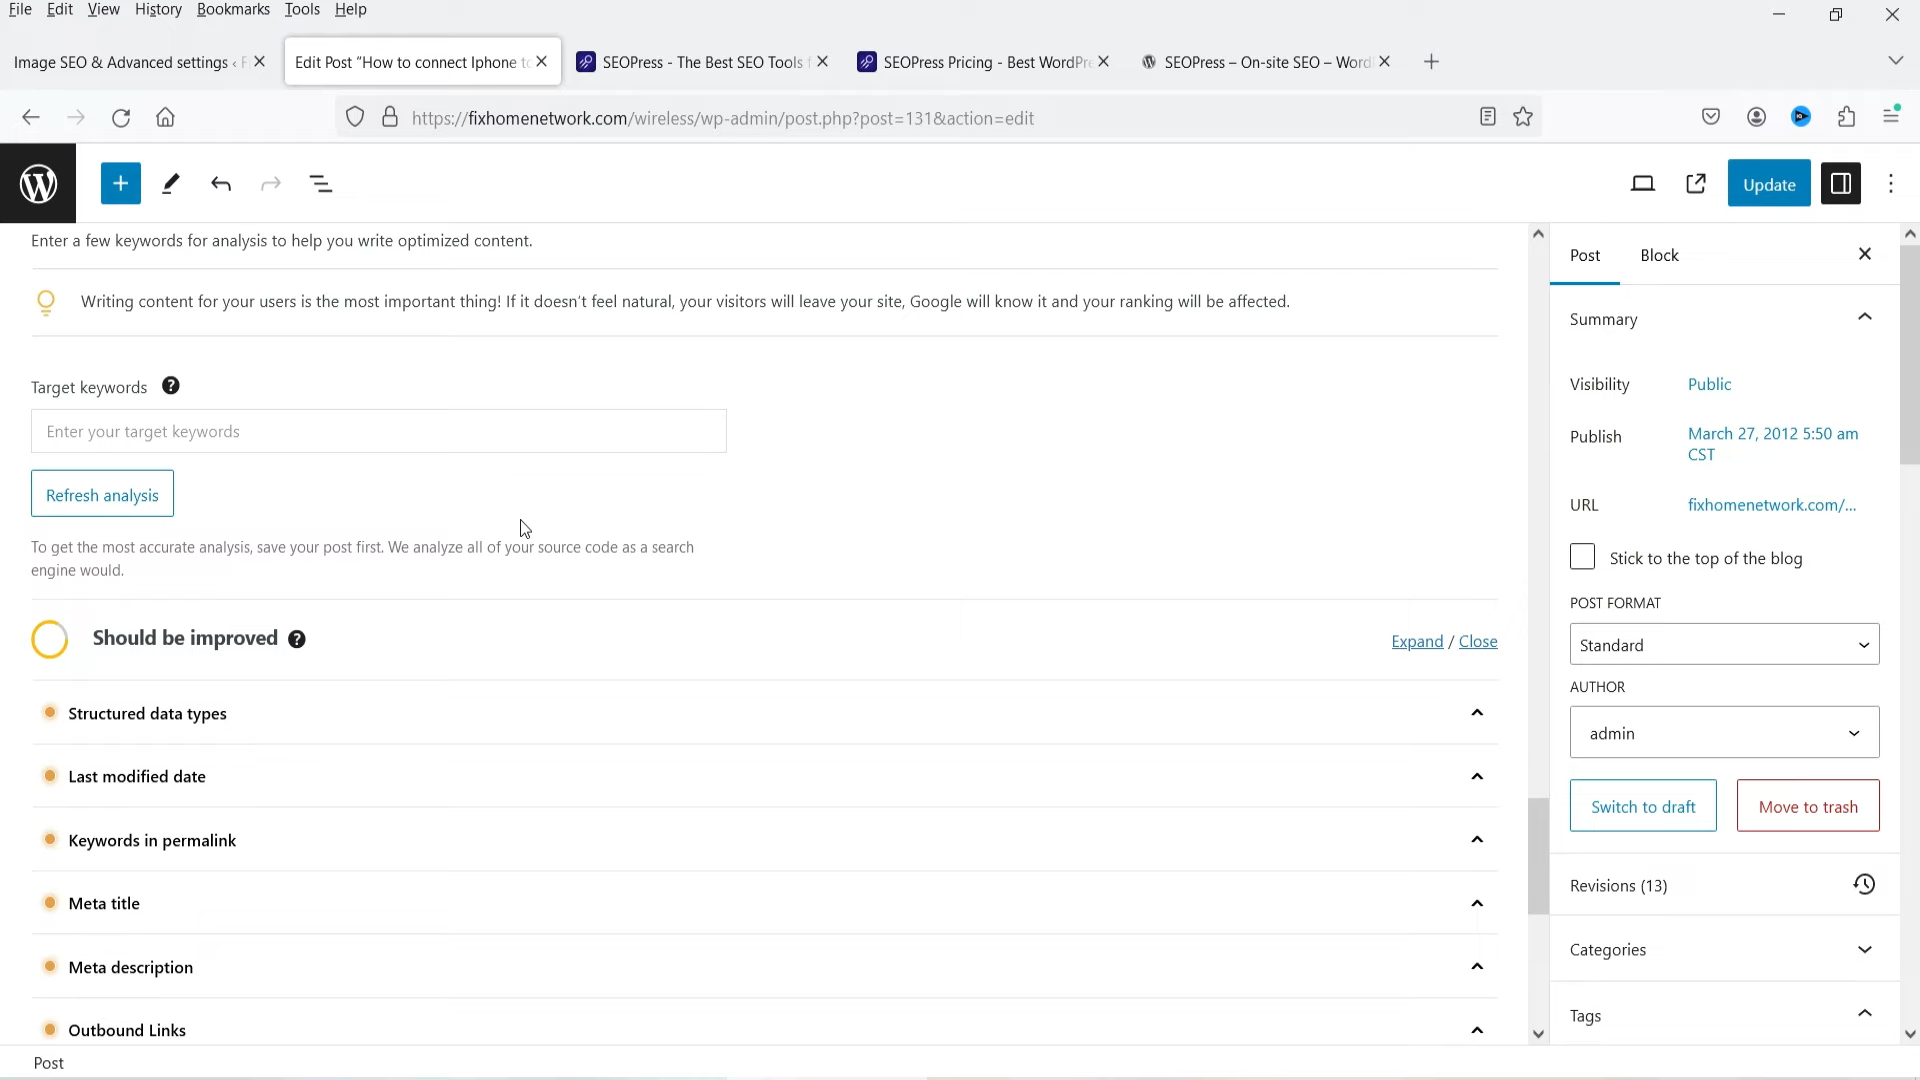 File Edit View History Bookmarks Tools Help
Image SEO & Advanced settings ‹
Edit Post “How to connect Iphone
SEOPress - The Best SEO Tools
SEOPress Pricing - Best
SEOPress – On-site SEO –
https://fixhomenetwork.com/wireless/wp-admin/post.php?post=131&action=edit
Update
Enter a few keywords for analysis to help you write optimized content.
Writing content for your users is the most important thing! If it doesn’t feel natural, your visitors will leave your site, Google will know it and your ranking will be affected.
Target keywords ?
Enter your target keywords
Refresh analysis
To get the most accurate analysis, save your post first. We analyze all of your source code as a search
engine would.
Should be improved ?
Expand / Close
Structured data types
Last modified date
Keywords in permalink
Meta title
Meta description
Outbound Links
Post
Post Block
Summary
Visibility Public
Publish March 27, 2012 5:50 am
CST
URL fixhomenetwork.com/...
Stick to the top of the blog
POST FORMAT
Standard
AUTHOR
admin
Switch to draft Move to trash
Revisions (13)
Categories
Tags